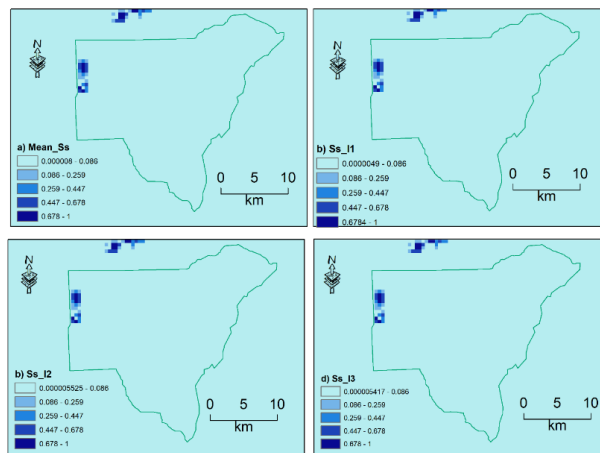 N
a) Mean_Ss
0.000008 - 0.086
0.086 - 0.259
0.259 - 0.447
0.447 - 0.678
0.678 - 1
0 5 10
km
N
b) Ss_l1
0.0000049 - 0.086
0.086 - 0.259
0.259 - 0.447
0.447 - 0.678
0.6784 - 1
0 5 10
km
N
b) Ss_l2
0.000005525 - 0.086
0.086 - 0.259
0.259 - 0.447
0.447 - 0.678
0.678 - 1
0 5 10
km
N
d) Ss_l3
0.000005417 - 0.086
0.086 - 0.259
0.259 - 0.447
0.447 - 0.678
0.678 - 1
0 5 10
km